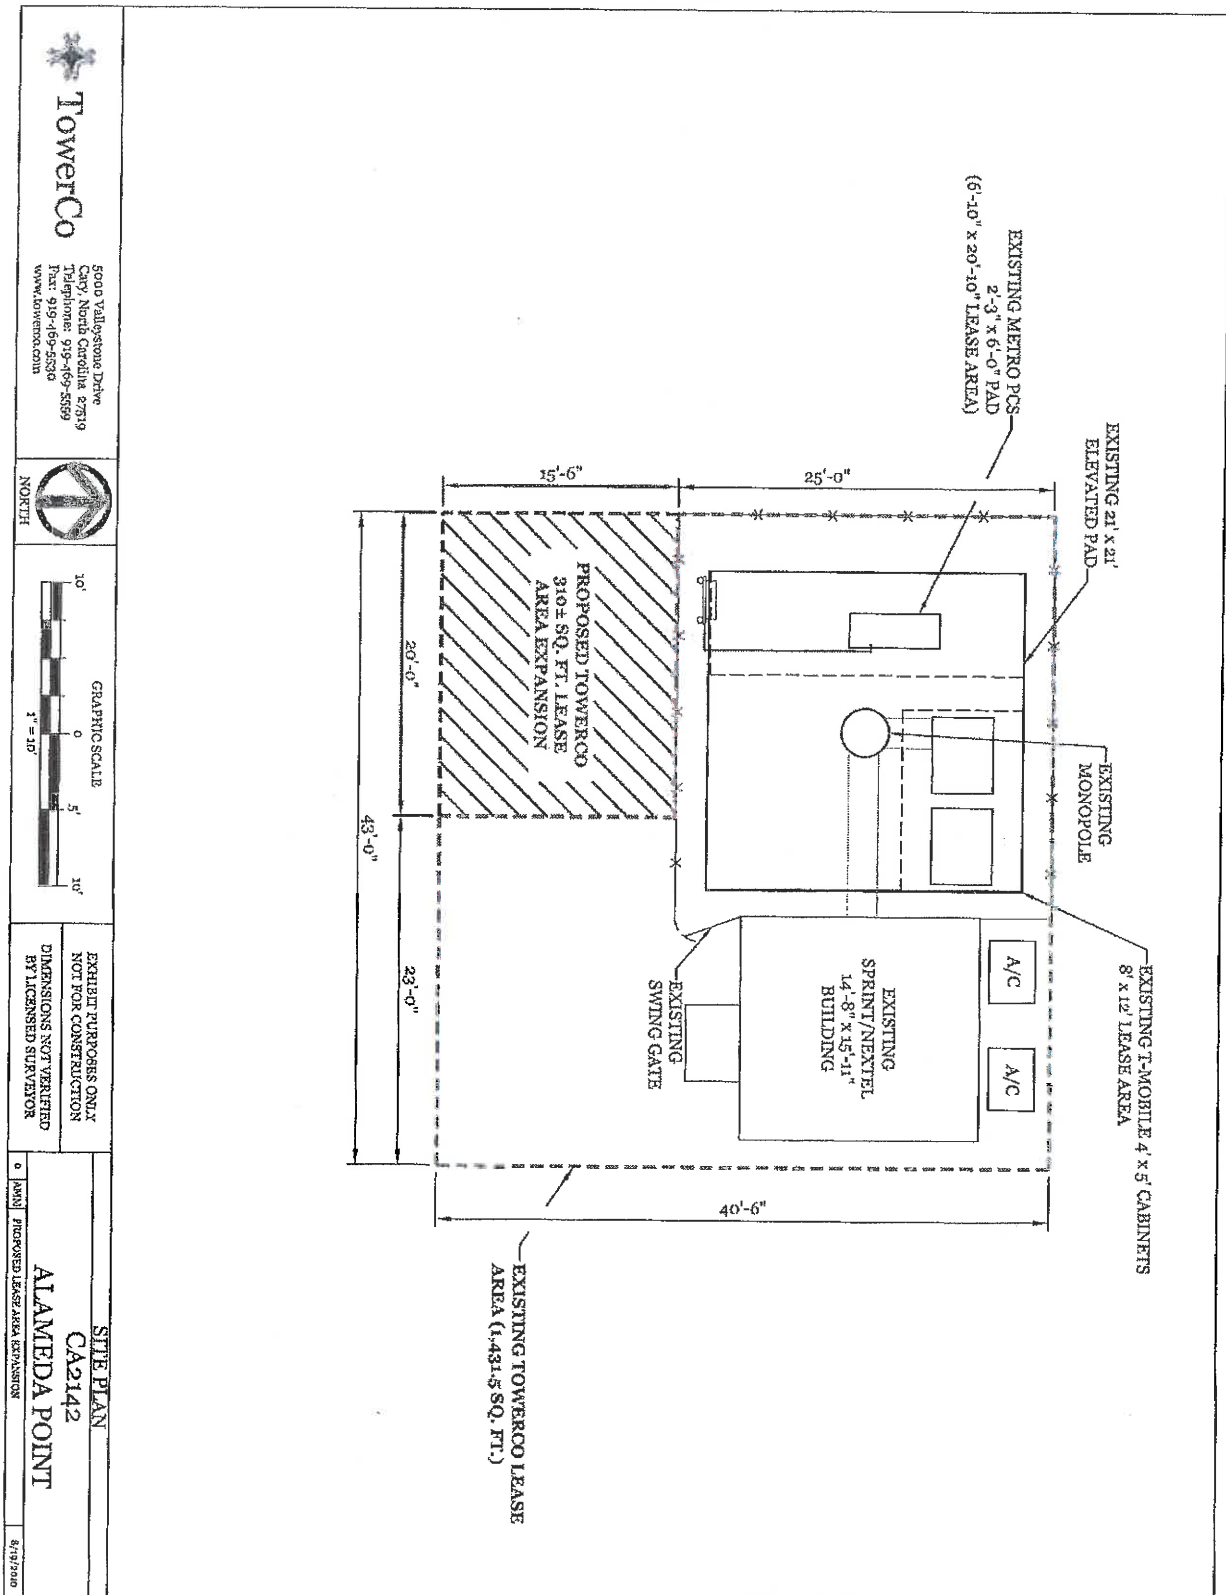 EXISTING METRO PCS
2'-3" x 6'-0" PAD
(6'-10" x 20'-10" LEASE AREA)
EXISTING 21' x 21'
ELEVATED PAD
EXISTING
MONOPOLE
EXISTING T-MOBILE 4' x 5' CABINETS
8' x 12' LEASE AREA
25'-0"
15'-6"
A/C
A/C
EXISTING
SPRINT/NEXTEL
14'-8" X 15'-11"
BUILDING
EXISTING
SWING GATE
PROPOSED TOWERCO
310± SQ. FT. LEASE
AREA EXPANSION
20'-0"
23'-0"
43'-0"
40'-6"
EXISTING TOWERCO LEASE
AREA (1,431.5 SQ. FT.)
TowerCo
5000 Valleystone Drive
Cary, North Carolina 27519
Telephone: 919-469-5559
Fax: 919-469-5530
www.towerco.com
NORTH
GRAPHIC SCALE
10' 0 5' 10'
1" = 10'
EXHIBIT PURPOSES ONLY
NOT FOR CONSTRUCTION
DIMENSIONS NOT VERIFIED
BY LICENSED SURVEYOR
SITE PLAN
CA2142
ALAMEDA POINT
0 AMN PROPOSED LEASE AREA EXPANSION 8/19/2010